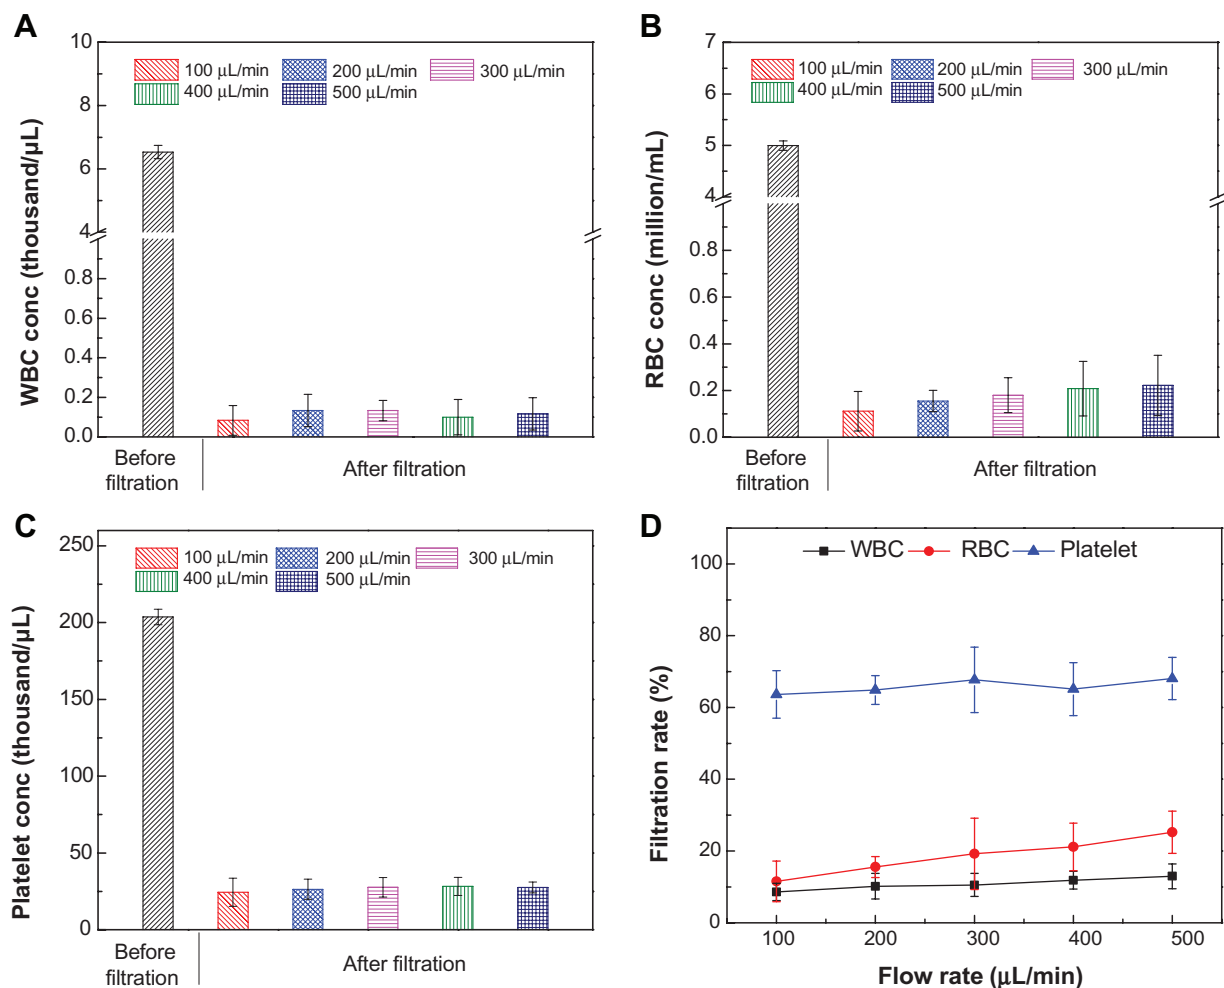 A
WBC conc (thousand/µL)
10
8
6
4
0.8
0.6
0.4
0.2
0.0
100 µL/min
200 µL/min
300 µL/min
400 µL/min
500 µL/min
Before
filtration
After filtration
B
RBC conc (million/mL)
7
6
5
4
0.8
0.6
0.4
0.2
0.0
100 µL/min
200 µL/min
300 µL/min
400 µL/min
500 µL/min
Before
filtration
After filtration
C
Platelet conc (thousand/µL)
250
200
150
100
50
0
100 µL/min
200 µL/min
300 µL/min
400 µL/min
500 µL/min
Before
filtration
After filtration
D
Filtration rate (%)
100
80
60
40
20
0
WBC
RBC
Platelet
100
200
300
400
500
Flow rate (µL/min)